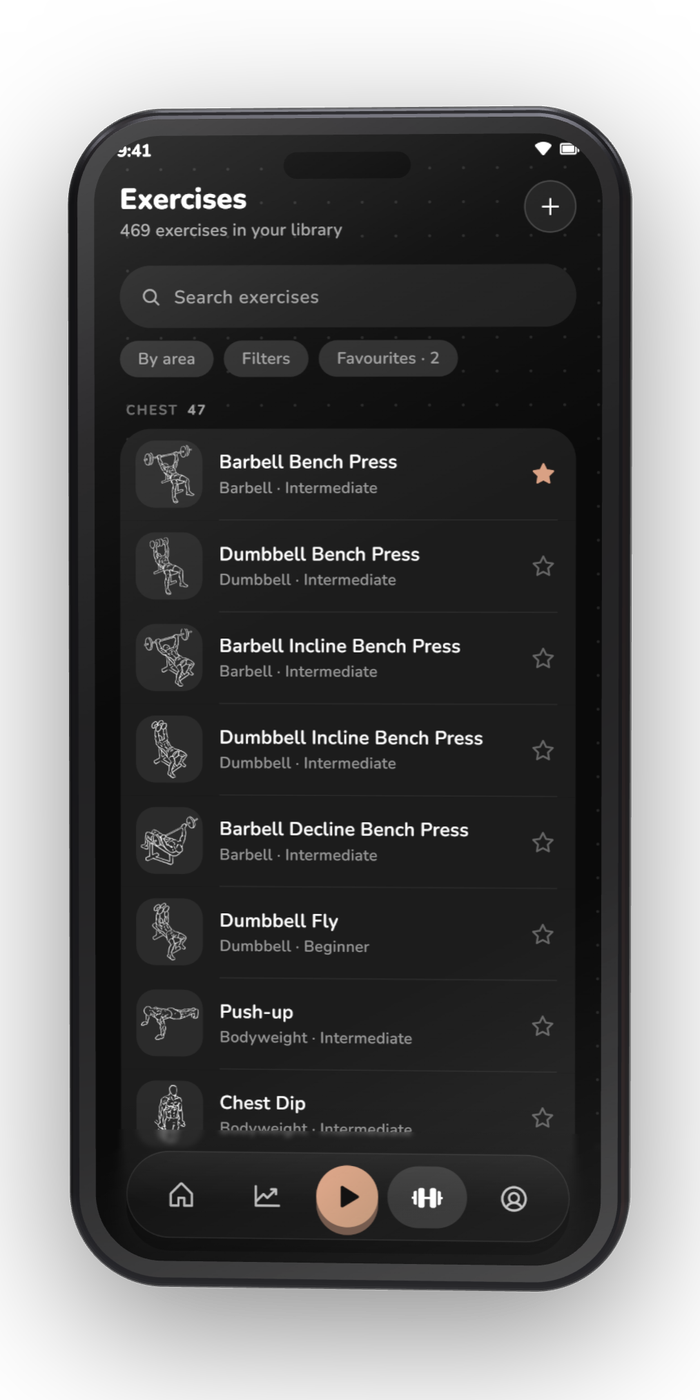 9:41
Exercises
469 exercises in your library
Search exercises
By area Filters Favourites · 2
CHEST 47
Barbell Bench Press
Barbell · Intermediate
Dumbbell Bench Press
Dumbbell · Intermediate
Barbell Incline Bench Press
Barbell · Intermediate
Dumbbell Incline Bench Press
Dumbbell · Intermediate
Barbell Decline Bench Press
Barbell · Intermediate
Dumbbell Fly
Dumbbell · Beginner
Push-up
Bodyweight · Intermediate
Chest Dip
Bodyweight · Intermediate